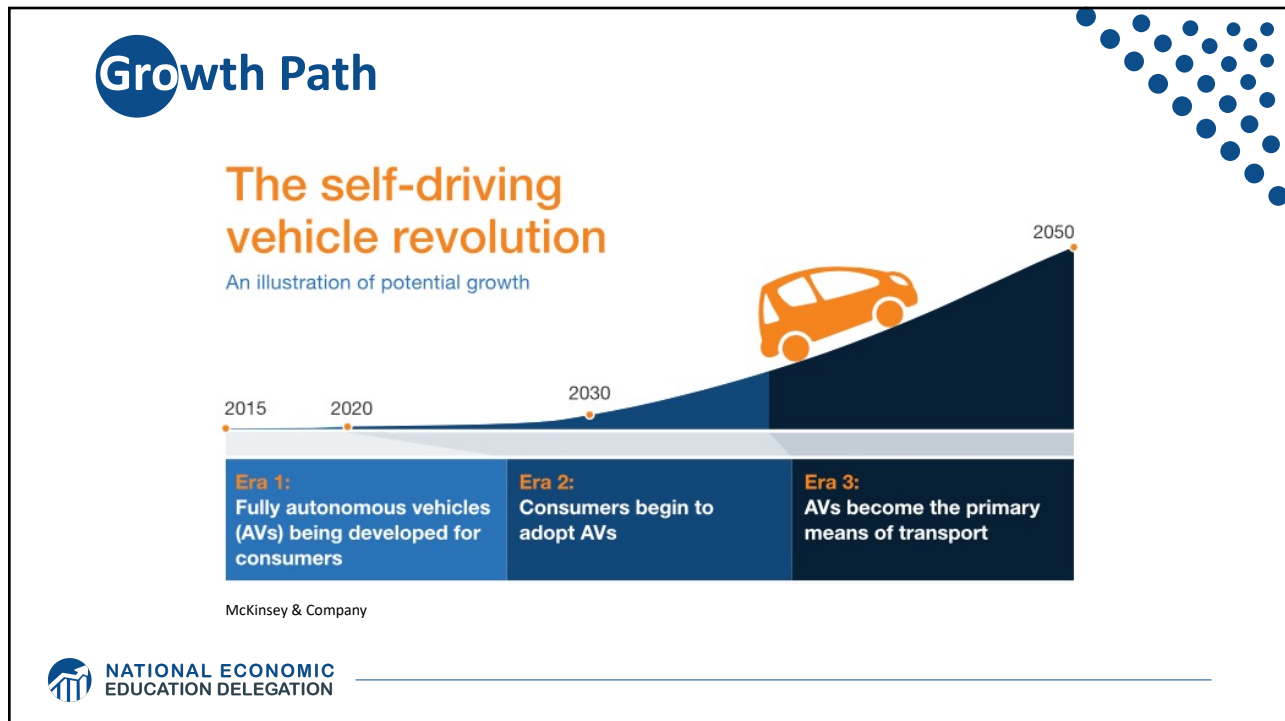 Growth Path
The self-driving
vehicle revolution
An illustration of potential growth
2015
2020
2030
2050
Era 1:
Fully autonomous vehicles
(AVs) being developed for
consumers
Era 2:
Consumers begin to
adopt AVs
Era 3:
AVs become the primary
means of transport
McKinsey & Company
NATIONAL ECONOMIC
EDUCATION DELEGATION